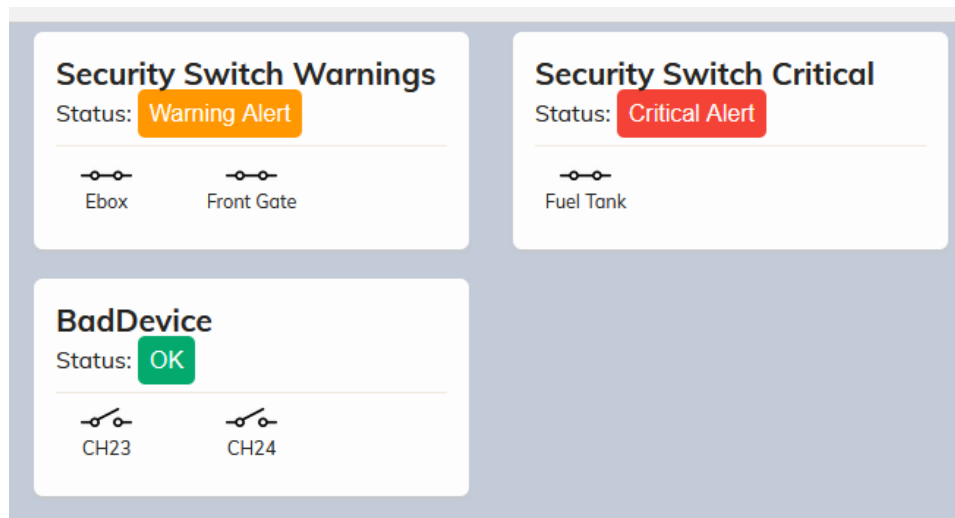 Security Switch Warnings
Status: Warning Alert
Ebox
Front Gate
Security Switch Critical
Status: Critical Alert
Fuel Tank
BadDevice
Status: OK
CH23
CH24